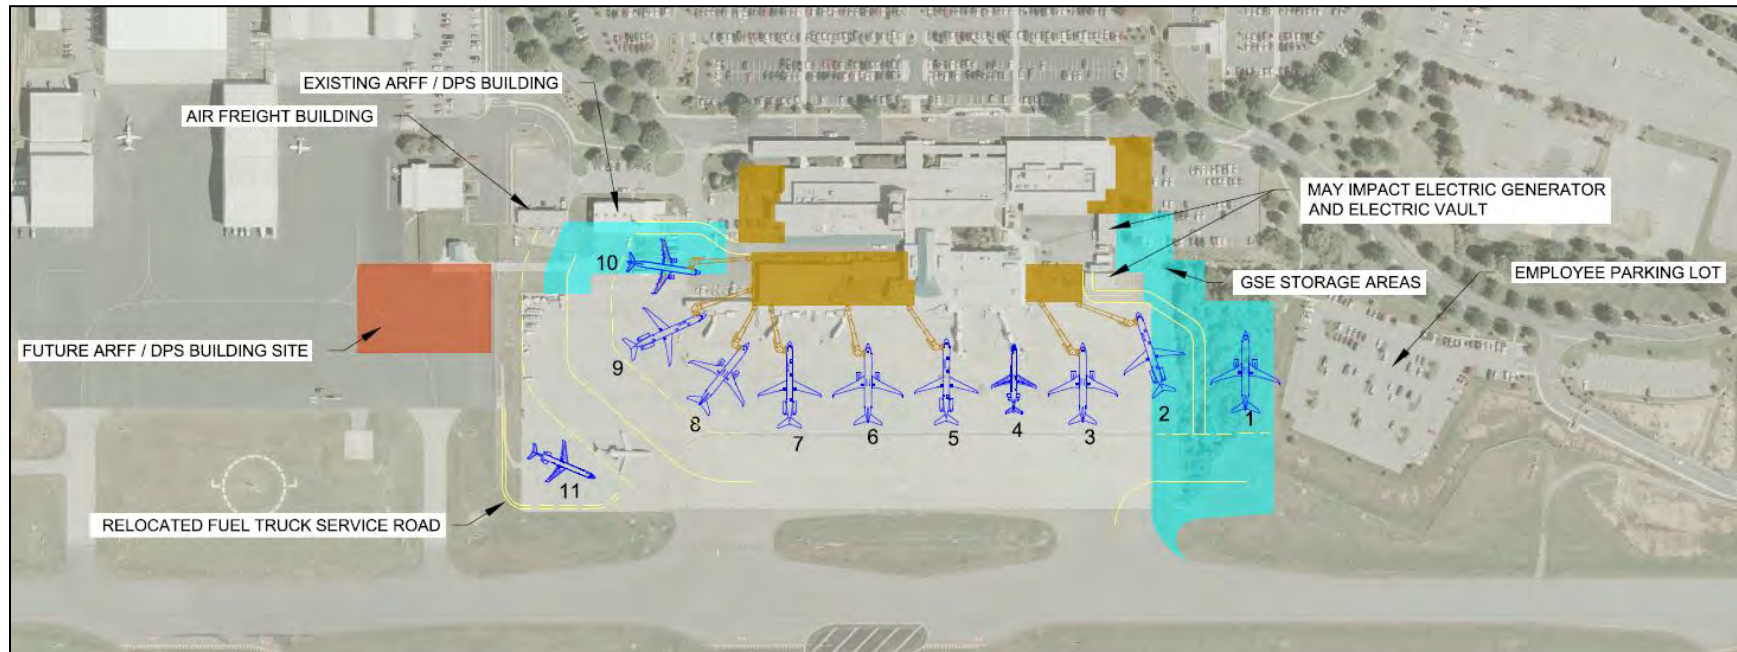 EXISTING ARFF / DPS BUILDING
AIR FREIGHT BUILDING
MAY IMPACT ELECTRIC GENERATOR
AND ELECTRIC VAULT
GSE STORAGE AREAS
EMPLOYEE PARKING LOT
FUTURE ARFF / DPS BUILDING SITE
RELOCATED FUEL TRUCK SERVICE ROAD
10
9
8
7
6
5
4
3
2
1
11